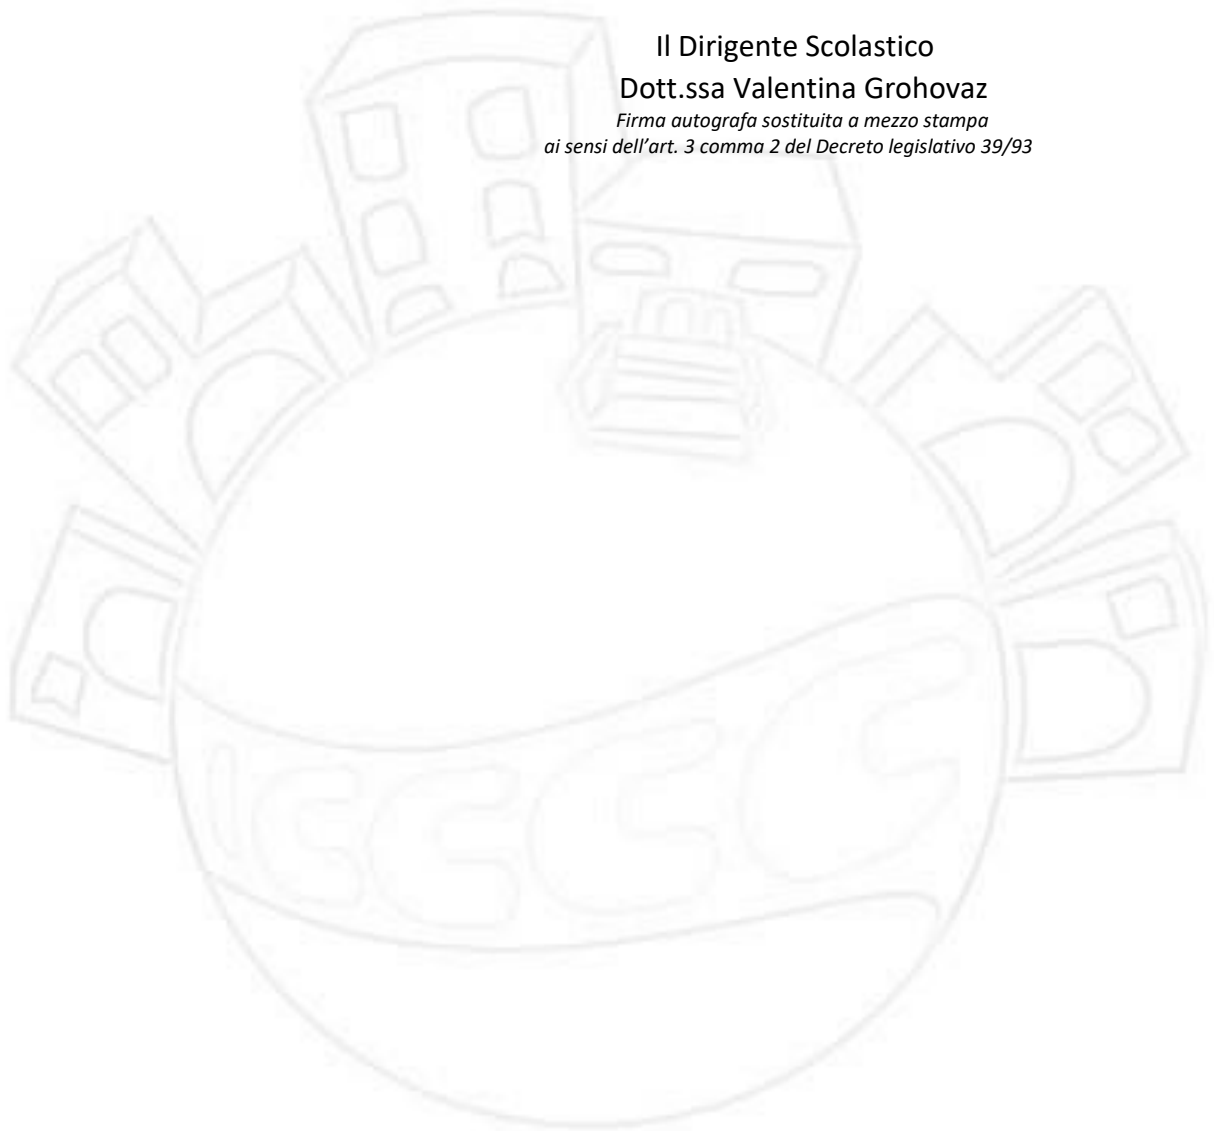 Il Dirigente Scolastico
Dott.ssa Valentina Grohovaz
Firma autografa sostituita a mezzo stampa
ai sensi dell'art. 3 comma 2 del Decreto legislativo 39/93